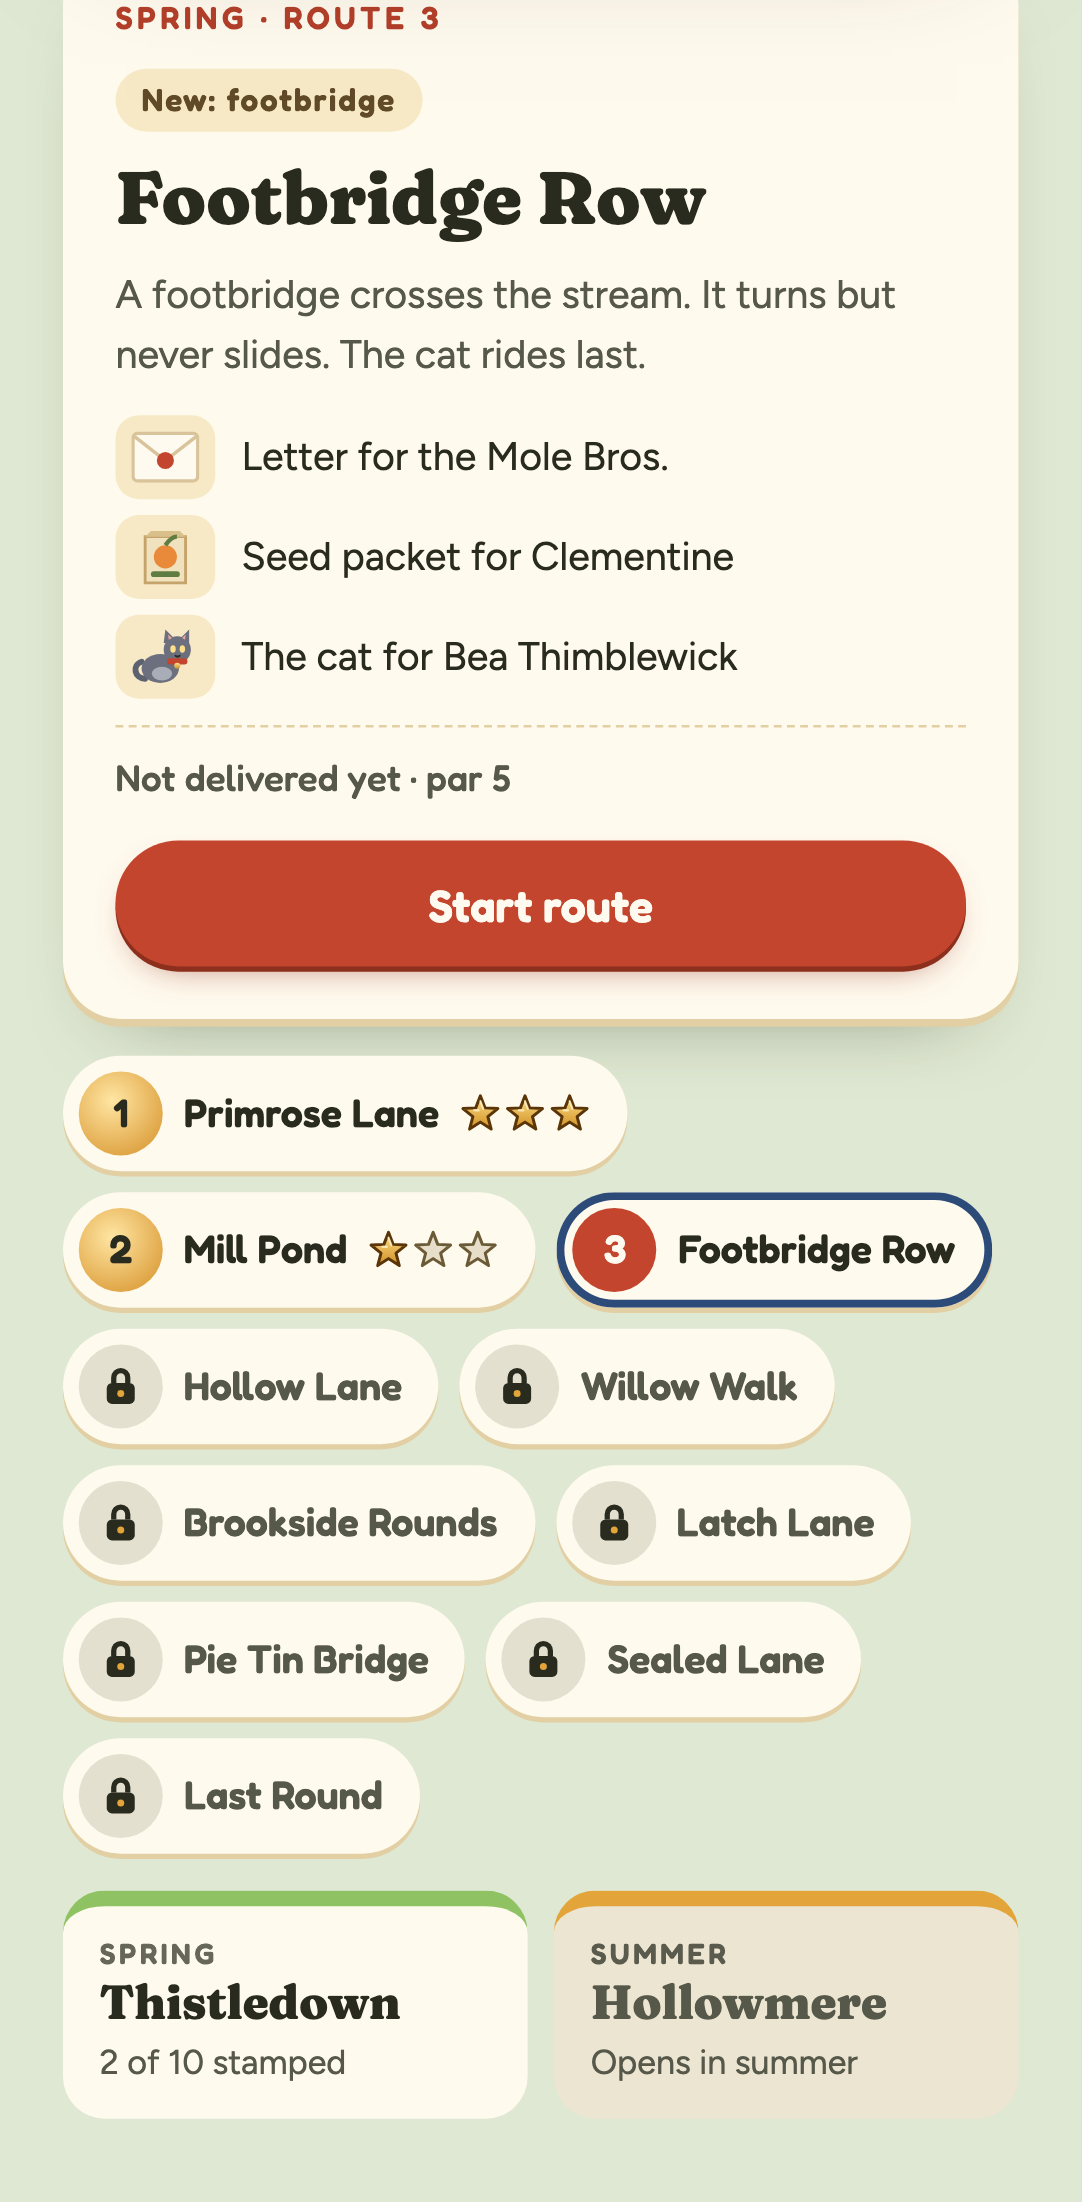 SPRING · ROUTE 3
New: footbridge
Footbridge Row
A footbridge crosses the stream. It turns but
never slides. The cat rides last.
Letter for the Mole Bros.
Seed packet for Clementine
The cat for Bea Thimblewick
Not delivered yet · par 5
Start route
1 Primrose Lane
2 Mill Pond
3 Footbridge Row
Hollow Lane
Willow Walk
Brookside Rounds
Latch Lane
Pie Tin Bridge
Sealed Lane
Last Round
SPRING
Thistledown
2 of 10 stamped
SUMMER
Hollowmere
Opens in summer